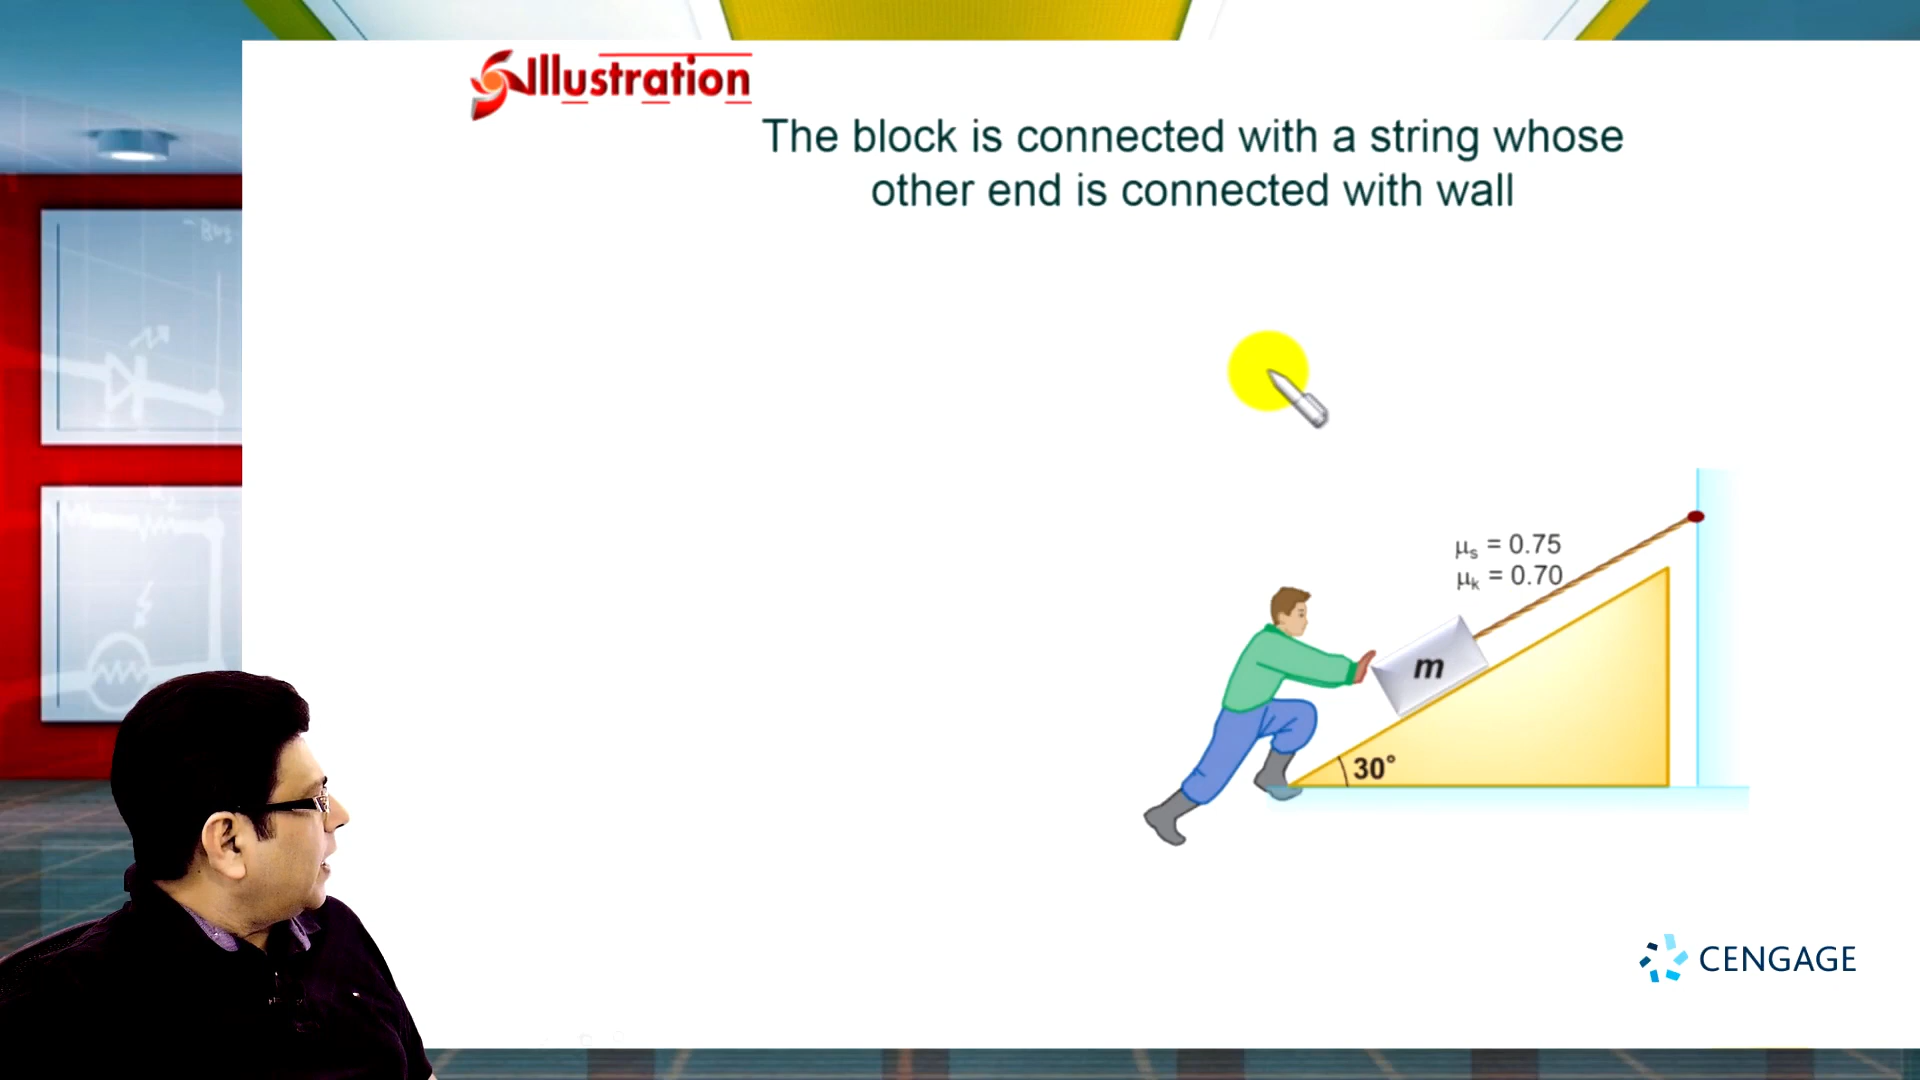 Illustration
The block is connected with a string whose
other end is connected with wall
μs = 0.75
μk = 0.70
m
30°
CENGAGE